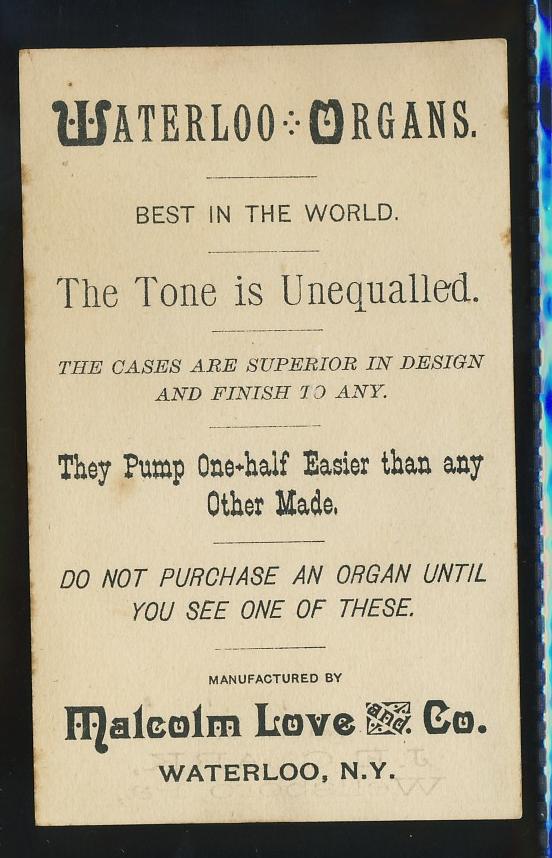 WATERLOO ORGANS.
BEST IN THE WORLD.
The Tone is Unequalled.
THE CASES ARE SUPERIOR IN DESIGN
AND FINISH TO ANY.
They Pump One-half Easier than any
Other Made.
DO NOT PURCHASE AN ORGAN UNTIL
YOU SEE ONE OF THESE.
MANUFACTURED BY
Malcolm Love and Co.
WATERLOO, N.Y.